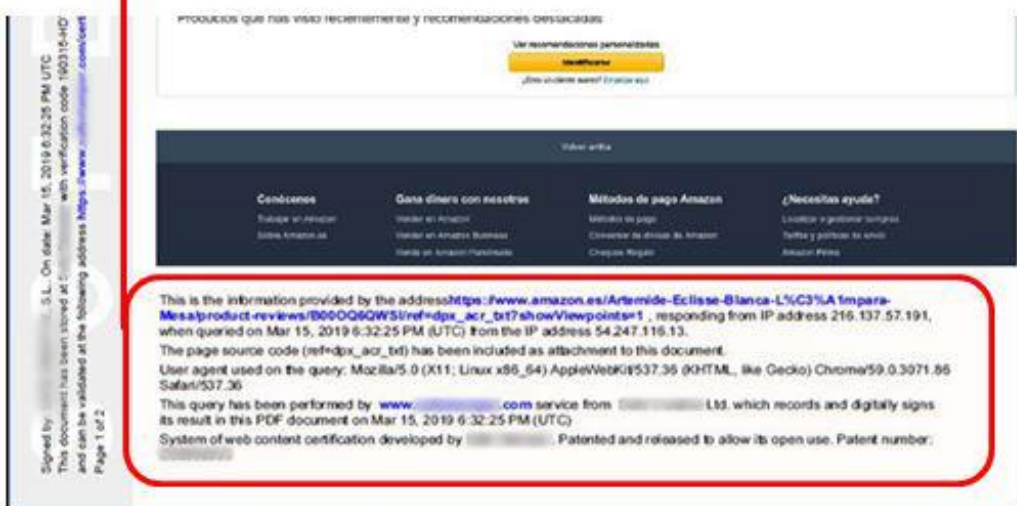 Productos que has visto recientemente y recomendaciones destacadas
Ver recomendaciones personalizadas
Identificarse
¿Eres un cliente nuevo? Empieza aquí
Volver arriba
Conócenos
Gana dinero con nosotros
Métodos de pago Amazon
¿Necesitas ayuda?
Trabajar en Amazon
Vender en Amazon
Métodos de pago
Localizar o gestionar compras
Sobre Amazon.es
Vender en Amazon Business
Conversor de divisas de Amazon
Tarifas y políticas de envío
Vende en Amazon Handmade
Cheques Regalo
Amazon Prime
This is the information provided by the addresshttps://www.amazon.es/Artemide-Eclisse-Blanca-L%C3%A1mpara-
Mesa/product-reviews/B00OQ6QWSI/ref=dpx_acr_txt?showViewpoints=1 , responding from IP address 216.137.57.191,
when queried on Mar 15, 2019 6:32:25 PM (UTC) from the IP address 54.247.116.13.
The page source code (ref=dpx_acr_txt) has been included as attachment to this document.
User agent used on the query: Mozilla/5.0 (X11; Linux x86_64) AppleWebKit/537.36 (KHTML, like Gecko) Chrome/59.0.3071.86
Safari/537.36
This query has been performed by www. .com service from Ltd. which records and digitally signs
its result in this PDF document on Mar 15, 2019 6:32:25 PM (UTC)
System of web content certification developed by . Patented and released to allow its open use. Patent number:
Signed by , S.L.. On date: Mar 15, 2019 6:32:25 PM UTC
This document has been stored at with verification code 190315-HD
and can be validated at the following address https://www. .com/cert
Page 1 of 2